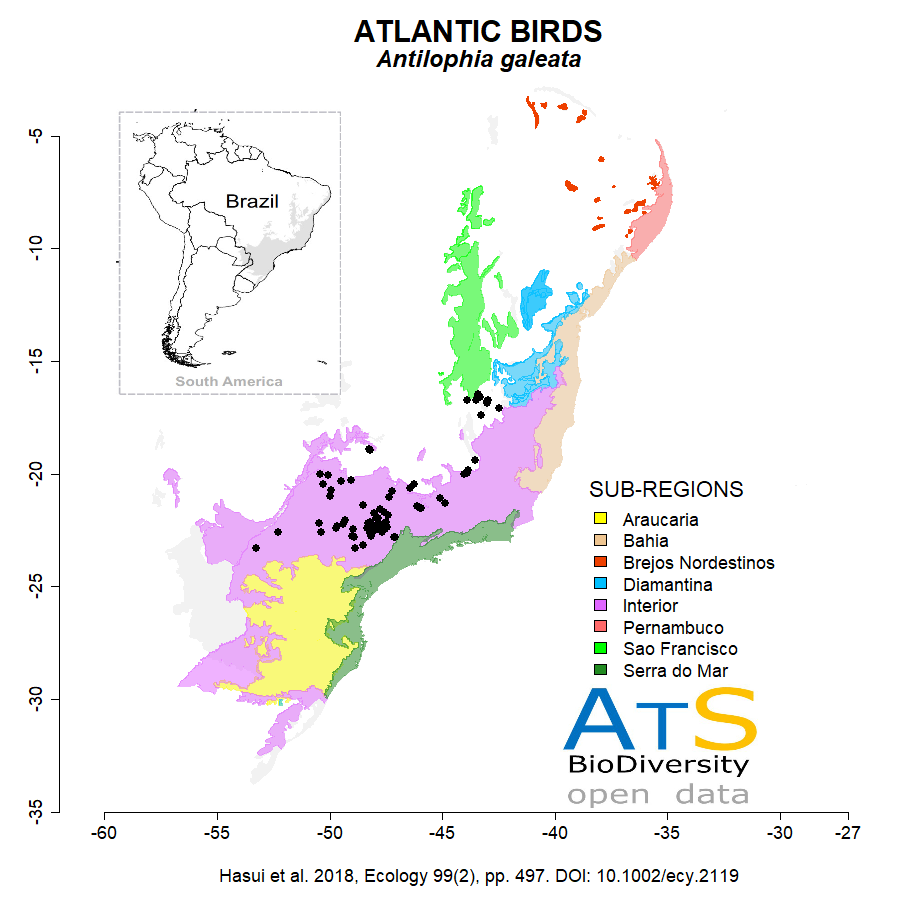 ATLANTIC BIRDS
Antilophia galeata
Brazil
South America
-5
-10
-15
-20
-25
-30
-35
SUB-REGIONS
Araucaria
Bahia
Brejos Nordestinos
Diamantina
Interior
Pernambuco
Sao Francisco
Serra do Mar
ATS
BioDiversity
open data
-60
-55
-50
-45
-40
-35
-30
-27
Hasui et al. 2018, Ecology 99(2), pp. 497. DOI: 10.1002/ecy.2119